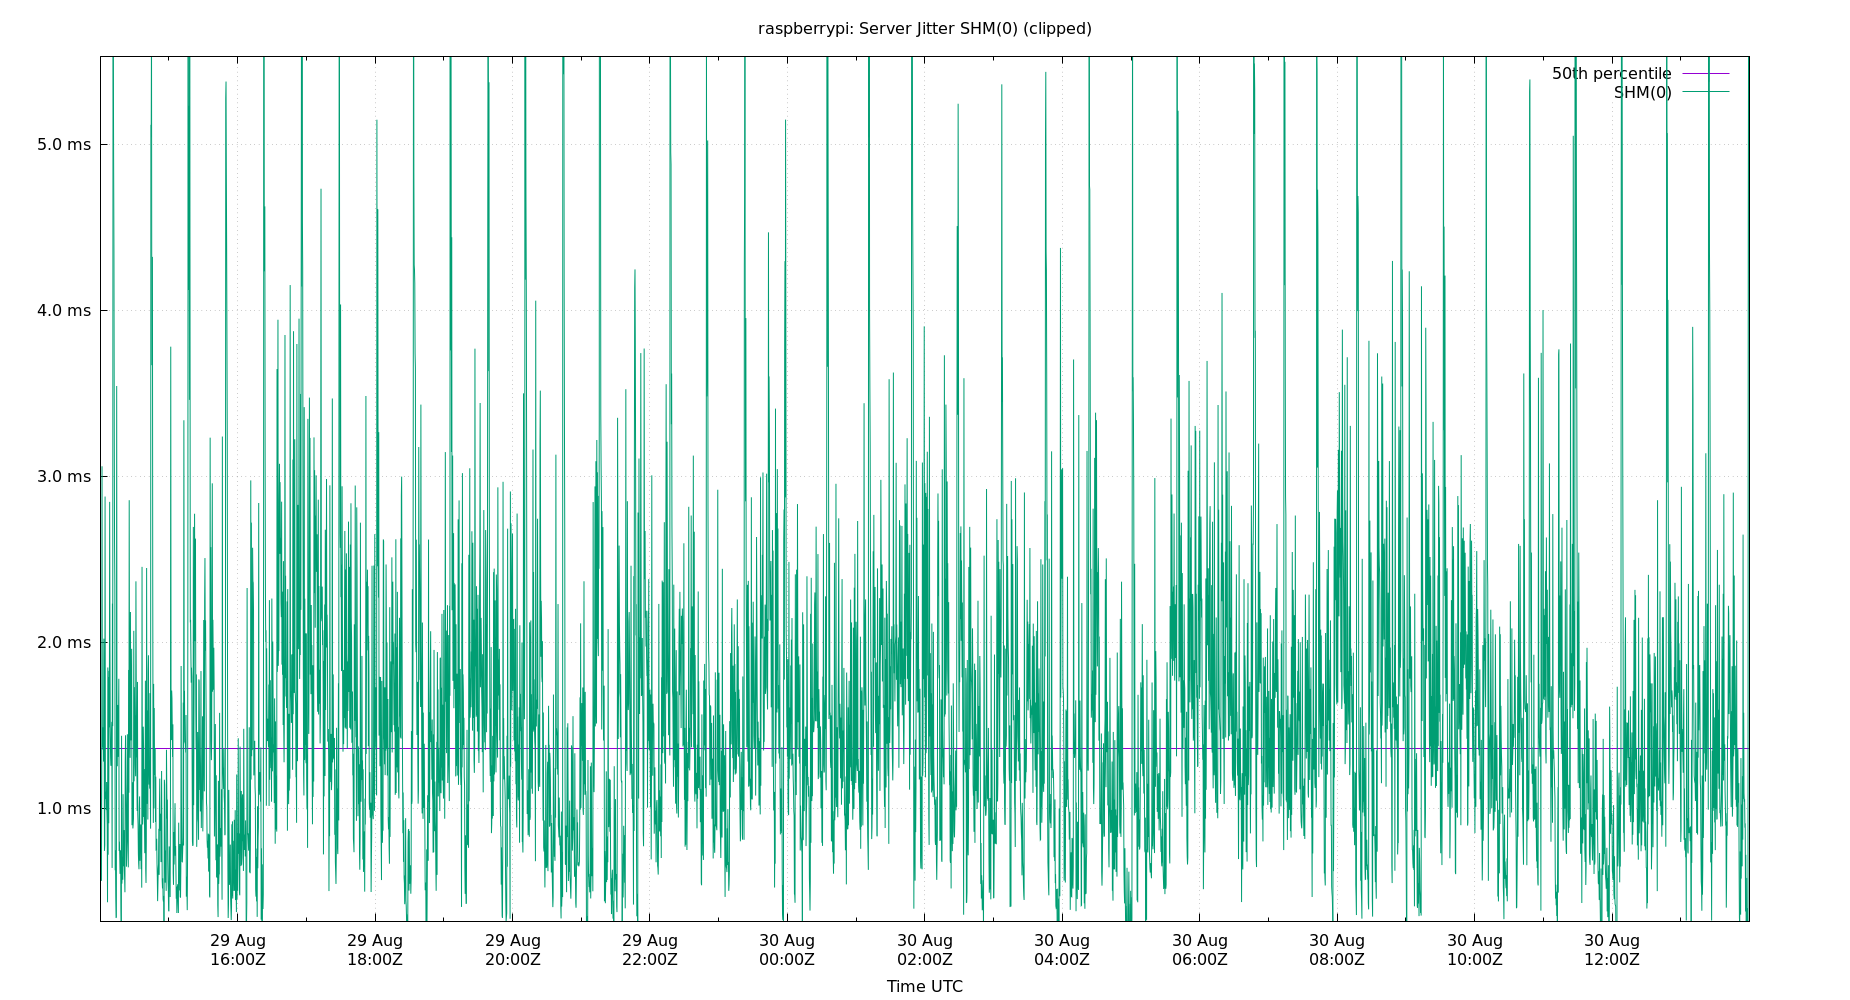 raspberrypi: Server Jitter SHM(0) (clipped)
50th percentile
SHM(0)
5.0 ms
4.0 ms
3.0 ms
2.0 ms
1.0 ms
29 Aug 29 Aug 29 Aug 29 Aug 30 Aug 30 Aug 30 Aug 30 Aug 30 Aug 30 Aug 30 Aug
16:00Z 18:00Z 20:00Z 22:00Z 00:00Z 02:00Z 04:00Z 06:00Z 08:00Z 10:00Z 12:00Z
Time UTC